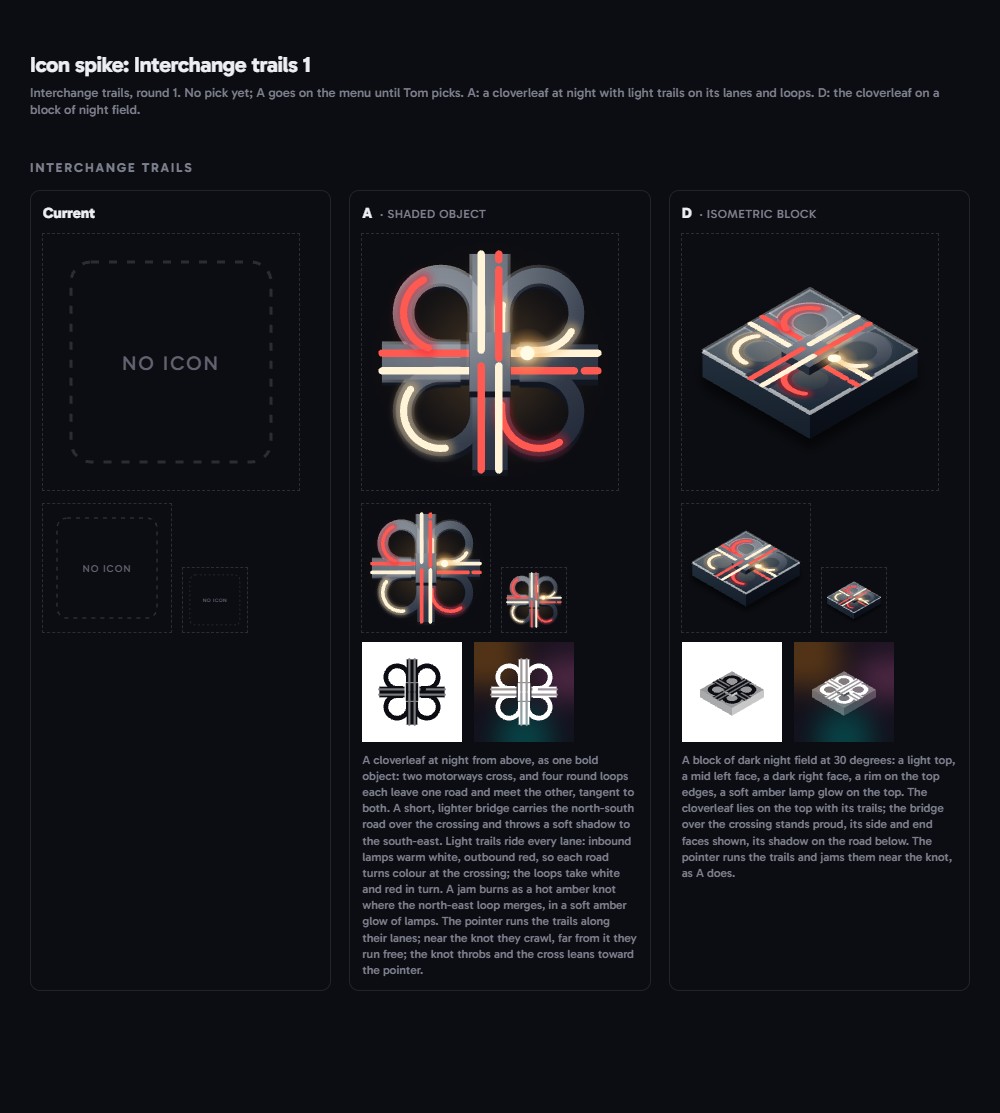 Icon spike: Interchange trails 1
Interchange trails, round 1. No pick yet; A goes on the menu until Tom picks. A: a cloverleaf at night with light trails on its lanes and loops. D: the cloverleaf on a
block of night field.
INTERCHANGE TRAILS
Current
NO ICON
NO ICON
NO ICON
A · SHADED OBJECT
A cloverleaf at night from above, as one bold
object: two motorways cross, and four round loops
each leave one road and meet the other, tangent to
both. A short, lighter bridge carries the north-south
road over the crossing and throws a soft shadow to
the south-east. Light trails ride every lane: inbound
lamps warm white, outbound red, so each road
turns colour at the crossing; the loops take white
and red in turn. A jam burns as a hot amber knot
where the north-east loop merges, in a soft amber
glow of lamps. The pointer runs the trails along
their lanes; near the knot they crawl, far from it they
run free; the knot throbs and the cross leans toward
the pointer.
D · ISOMETRIC BLOCK
A block of dark night field at 30 degrees: a light top,
a mid left face, a dark right face, a rim on the top
edges, a soft amber lamp glow on the top. The
cloverleaf lies on the top with its trails; the bridge
over the crossing stands proud, its side and end
faces shown, its shadow on the road below. The
pointer runs the trails and jams them near the knot,
as A does.